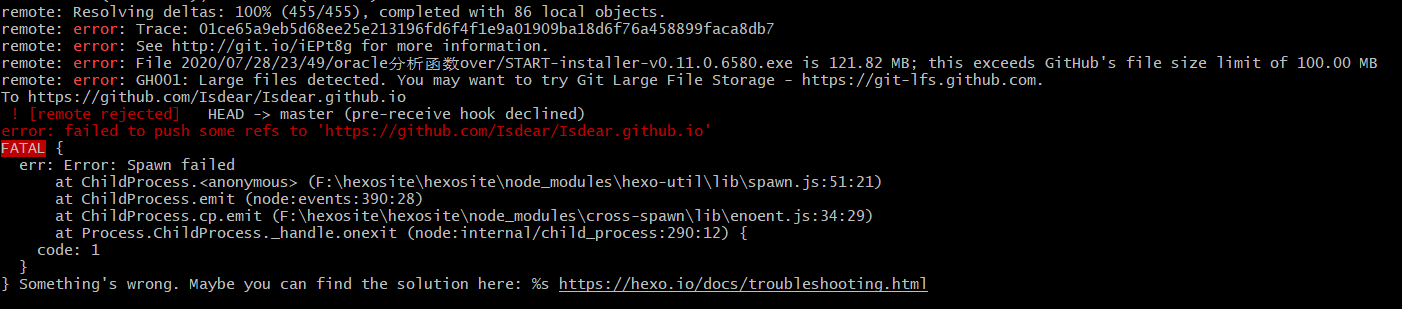 remote: Resolving deltas: 100% (455/455), completed with 86 local objects.
remote: error: Trace: 01ce65a9eb5d68ee25e213196fd6f4f1e9a01909ba18d6f76a458899faca8db7
remote: error: See http://git.io/iEPt8g for more information.
remote: error: File 2020/07/28/23/49/oracle分析函数over/START-installer-v0.11.0.6580.exe is 121.82 MB; this exceeds GitHub's file size limit of 100.00 MB
remote: error: GH001: Large files detected. You may want to try Git Large File Storage - https://git-lfs.github.com.
To https://github.com/Isdear/Isdear.github.io
 ! [remote rejected]   HEAD -> master (pre-receive hook declined)
error: failed to push some refs to 'https://github.com/Isdear/Isdear.github.io'
FATAL {
  err: Error: Spawn failed
      at ChildProcess.<anonymous> (F:\hexosite\hexosite\node_modules\hexo-util\lib\spawn.js:51:21)
      at ChildProcess.emit (node:events:390:28)
      at ChildProcess.cp.emit (F:\hexosite\hexosite\node_modules\cross-spawn\lib\enoent.js:34:29)
      at Process.ChildProcess._handle.onexit (node:internal/child_process:290:12) {
    code: 1
  }
} Something's wrong. Maybe you can find the solution here: %s https://hexo.io/docs/troubleshooting.html